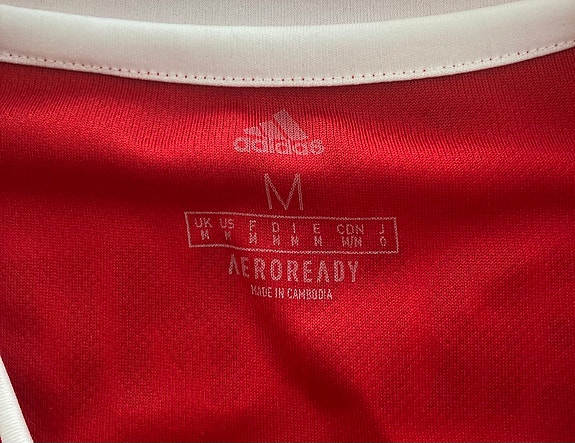 adidas
M
UK US F D I E CDN J
M M M M M M M/M O
AEROREADY
MADE IN CAMBODIA